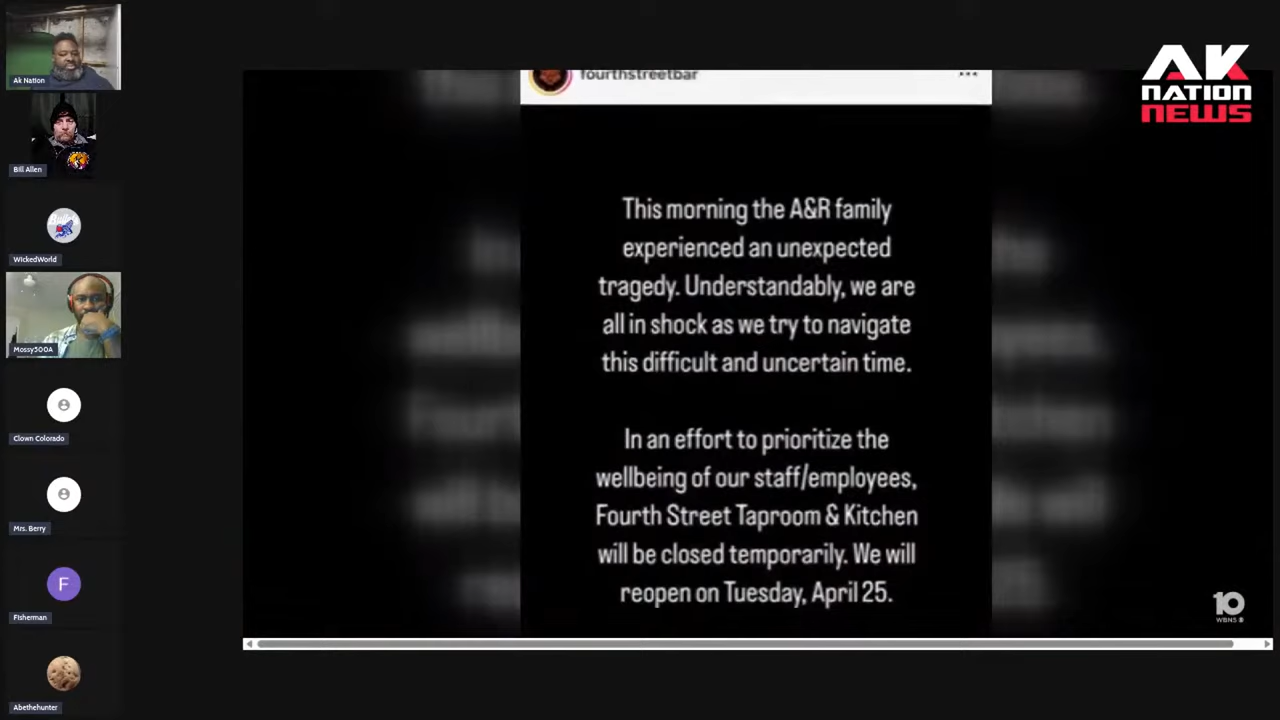 Ak Nation
Bill Allen
WIckedWorld
Mossy500A
Clown Colorado
Mrs. Berry
F
FIsherman
Abethehunter
fourthstreetbar
This morning the A&R family
experienced an unexpected
tragedy. Understandably, we are
all in shock as we try to navigate
this difficult and uncertain time.
In an effort to prioritize the
wellbeing of our staff/employees,
Fourth Street Taproom & Kitchen
will be closed temporarily. We will
reopen on Tuesday, April 25.
AK
NATION
NEWS
10
WBNS